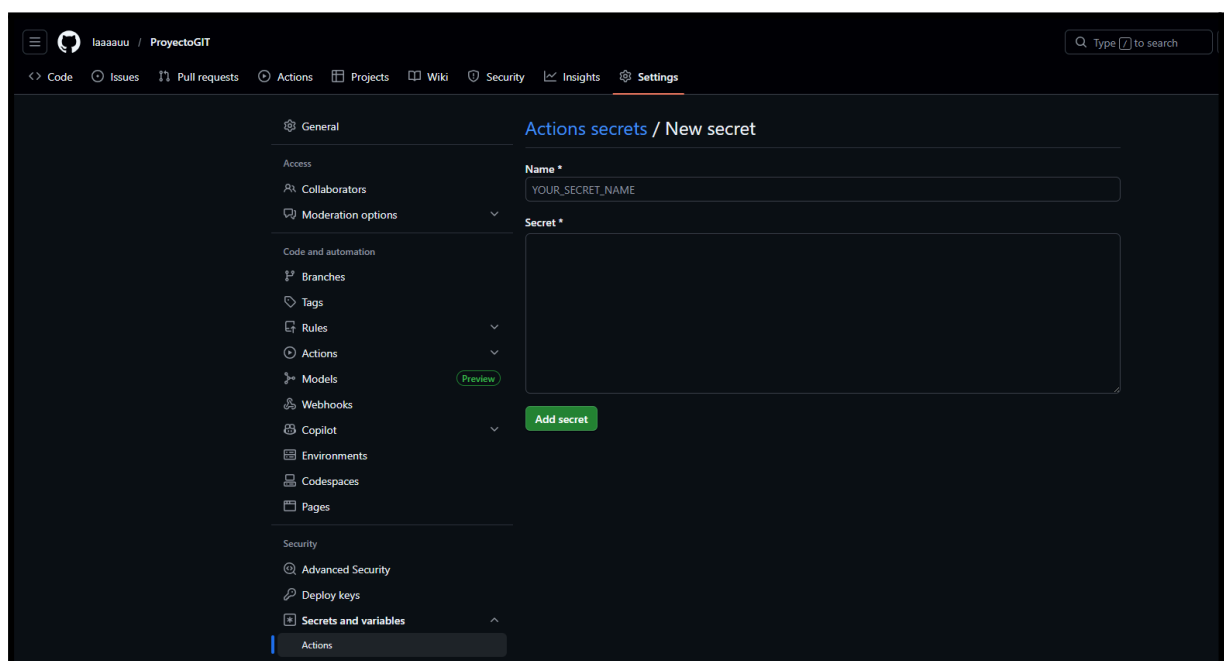 laaaauu / ProyectoGIT
Type / to search
Code Issues Pull requests Actions Projects Wiki Security Insights Settings
General
Access
Collaborators
Moderation options
Code and automation
Branches
Tags
Rules
Actions
Models Preview
Webhooks
Copilot
Environments
Codespaces
Pages
Security
Advanced Security
Deploy keys
Secrets and variables
Actions
Actions secrets / New secret
Name *
YOUR_SECRET_NAME
Secret *
Add secret